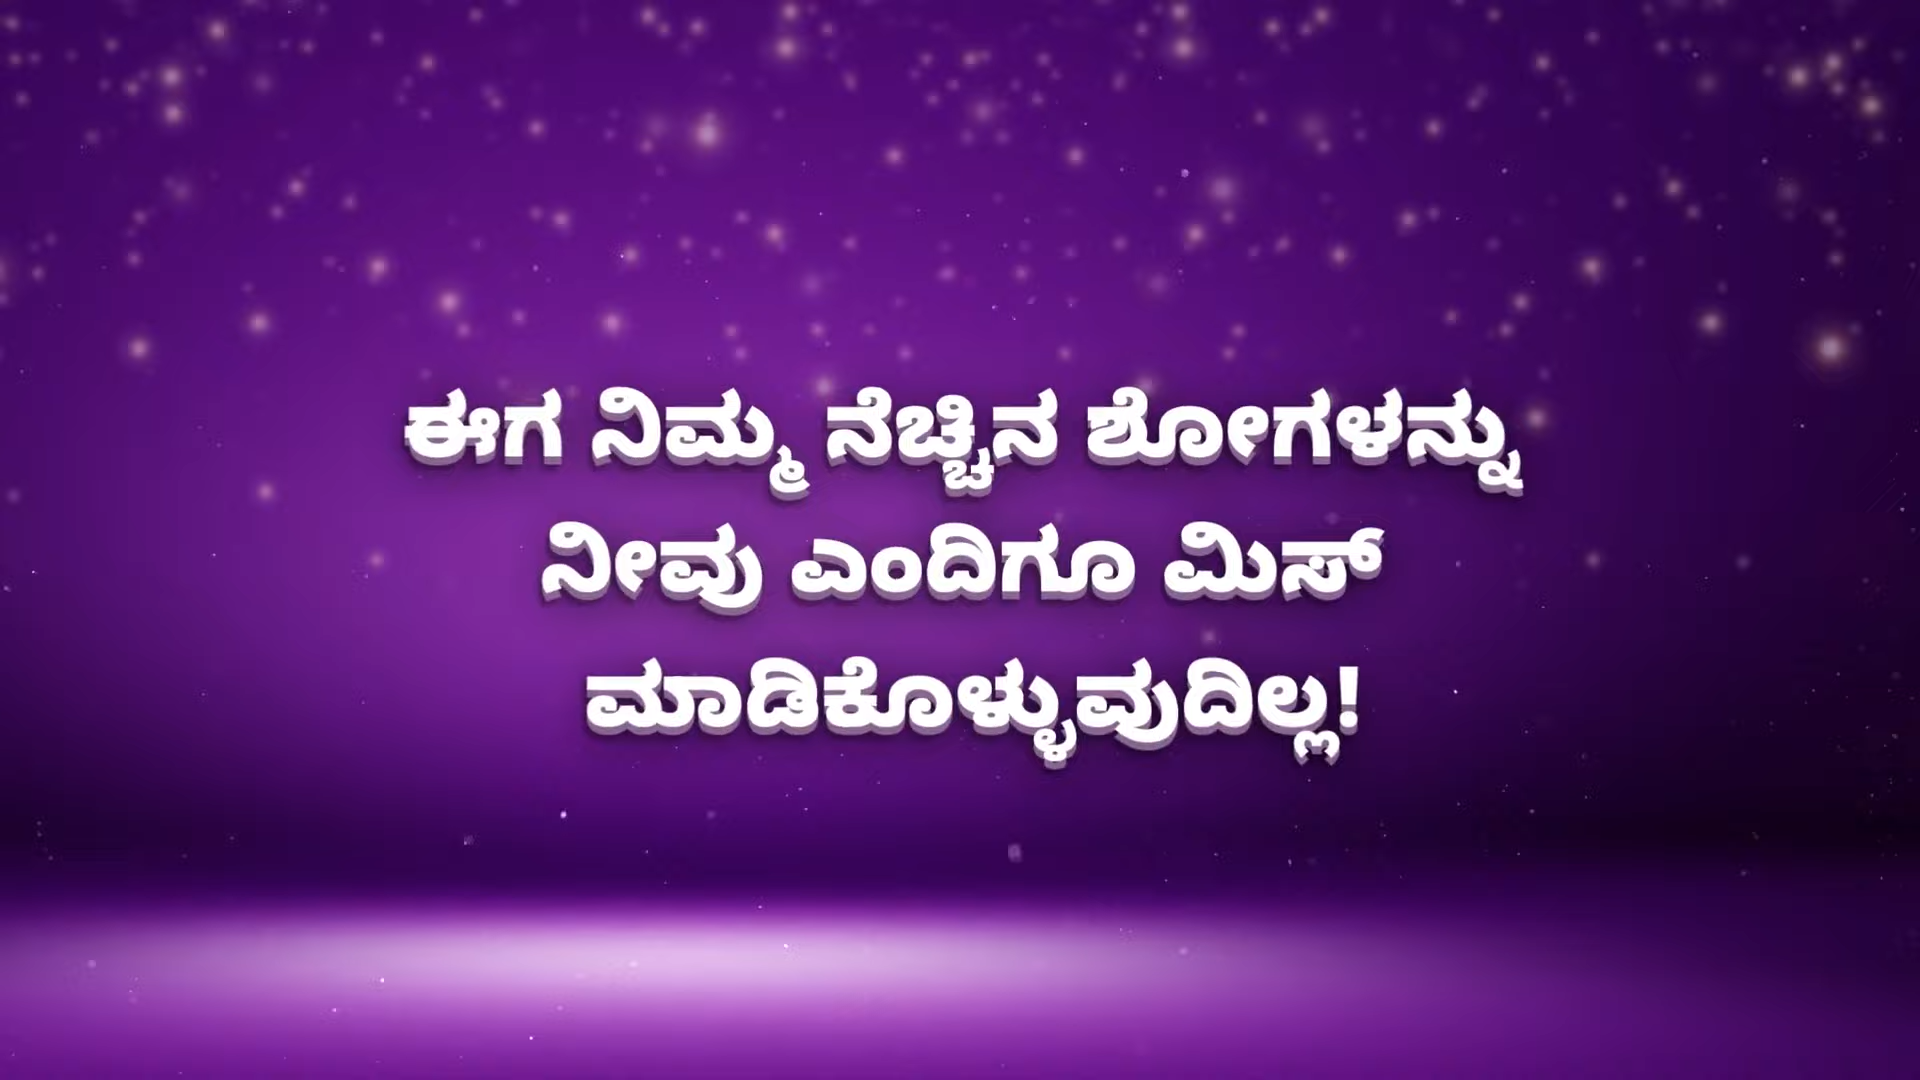 ಈಗ ನಿಮ್ಮ ನೆಚ್ಚಿನ ಶೋಗಳನ್ನು
ನೀವು ಎಂದಿಗೂ ಮಿಸ್
ಮಾಡಿಕೊಳ್ಳುವುದಿಲ್ಲ!